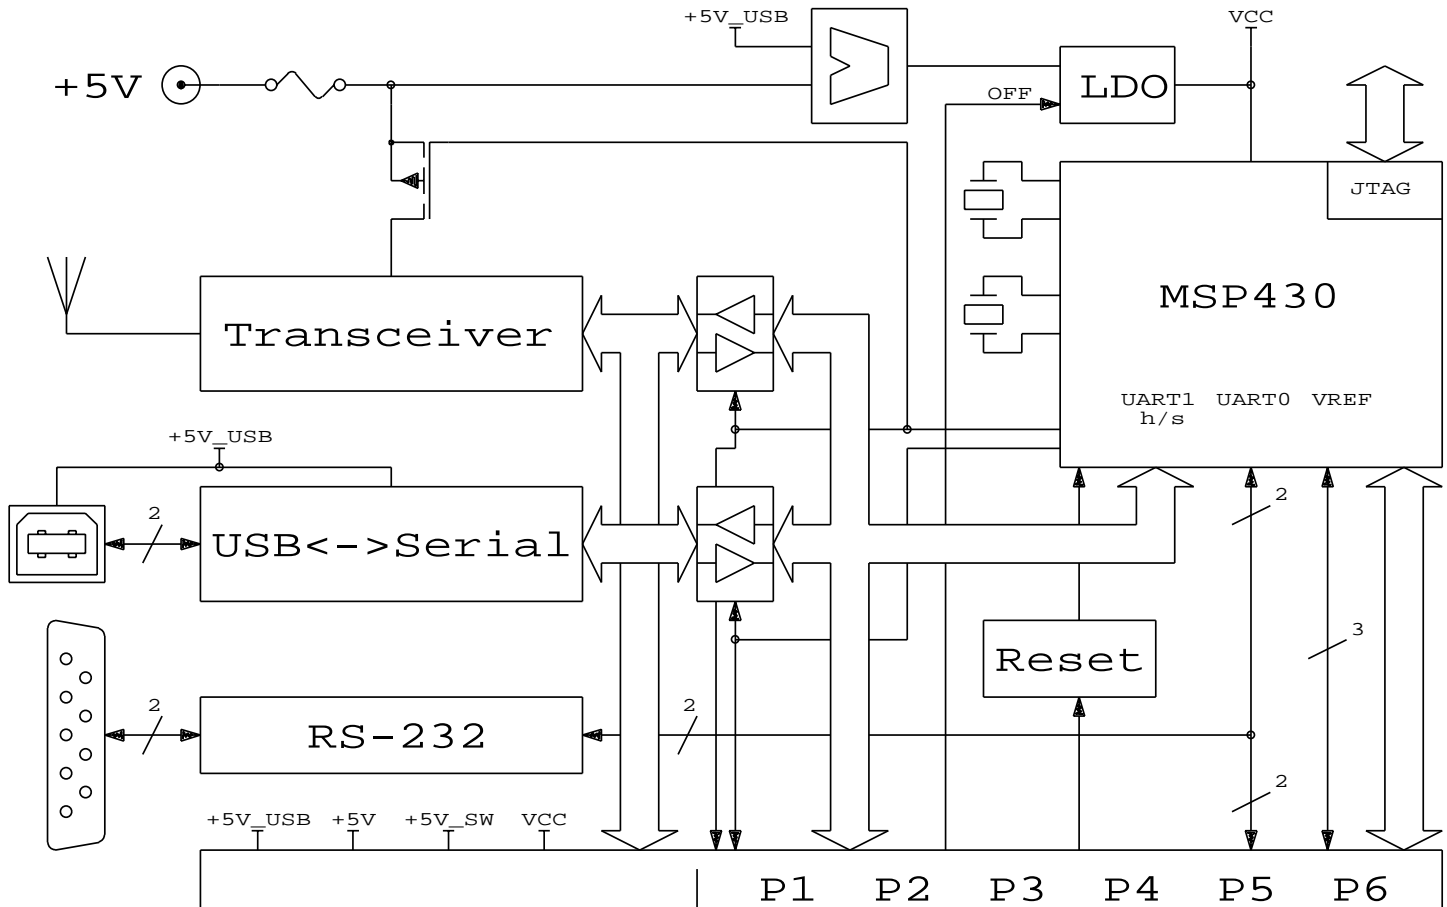 +5V_USB
VCC
+5V
LDO
OFF
JTAG
MSP430
Transceiver
UART1 UART0 VREF
h/s
+5V_USB
2
2
USB<->Serial
3
Reset
2
2
RS-232
2
+5V_USB +5V +5V_SW VCC
P1 P2 P3 P4 P5 P6